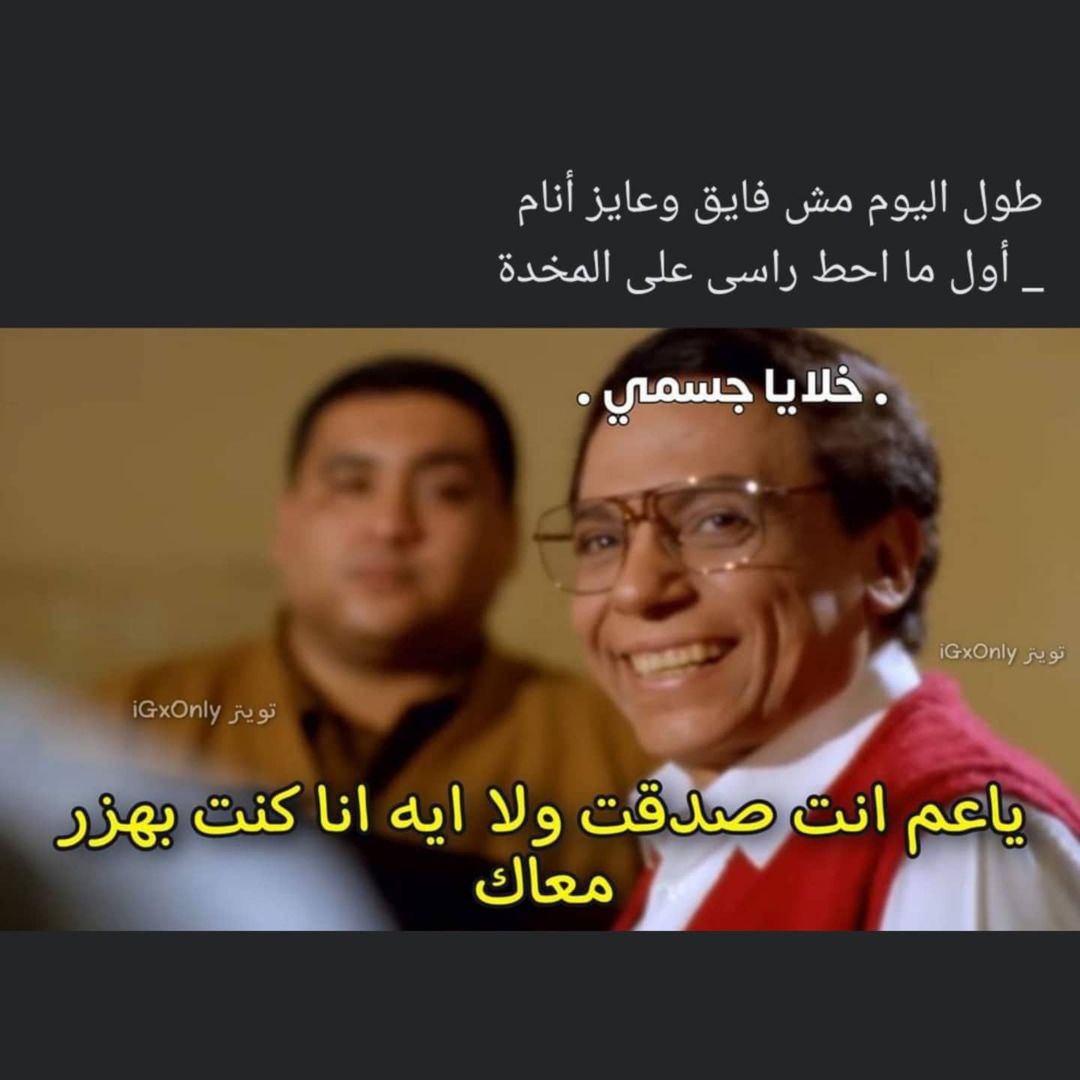 طول اليوم مش فايق وعايز أنام
_ أول ما احط راسى على المخدة
. خلايا جسمي .
تويتر iGxOnly
تويتر iGxOnly
ياعم انت صدقت ولا ايه انا كنت بهزر
معاك